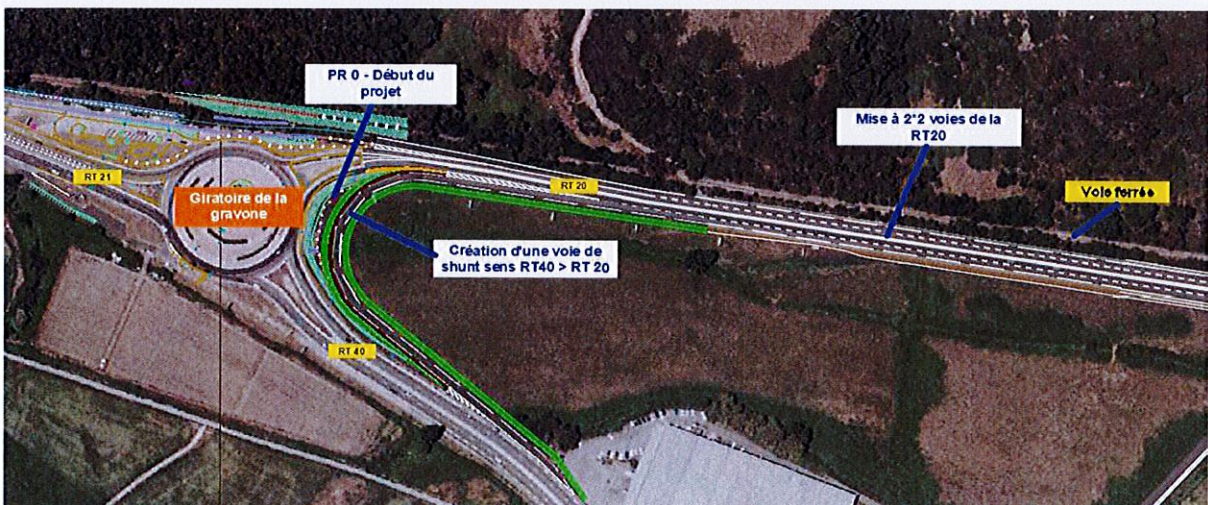 PR 0 - Début du
projet
Mise à 2*2 voies de la
RT20
RT 21
Giratoire de la
gravone
RT 20
Voie ferrée
Création d'une voie de
shunt sens RT40 > RT 20
RT 40